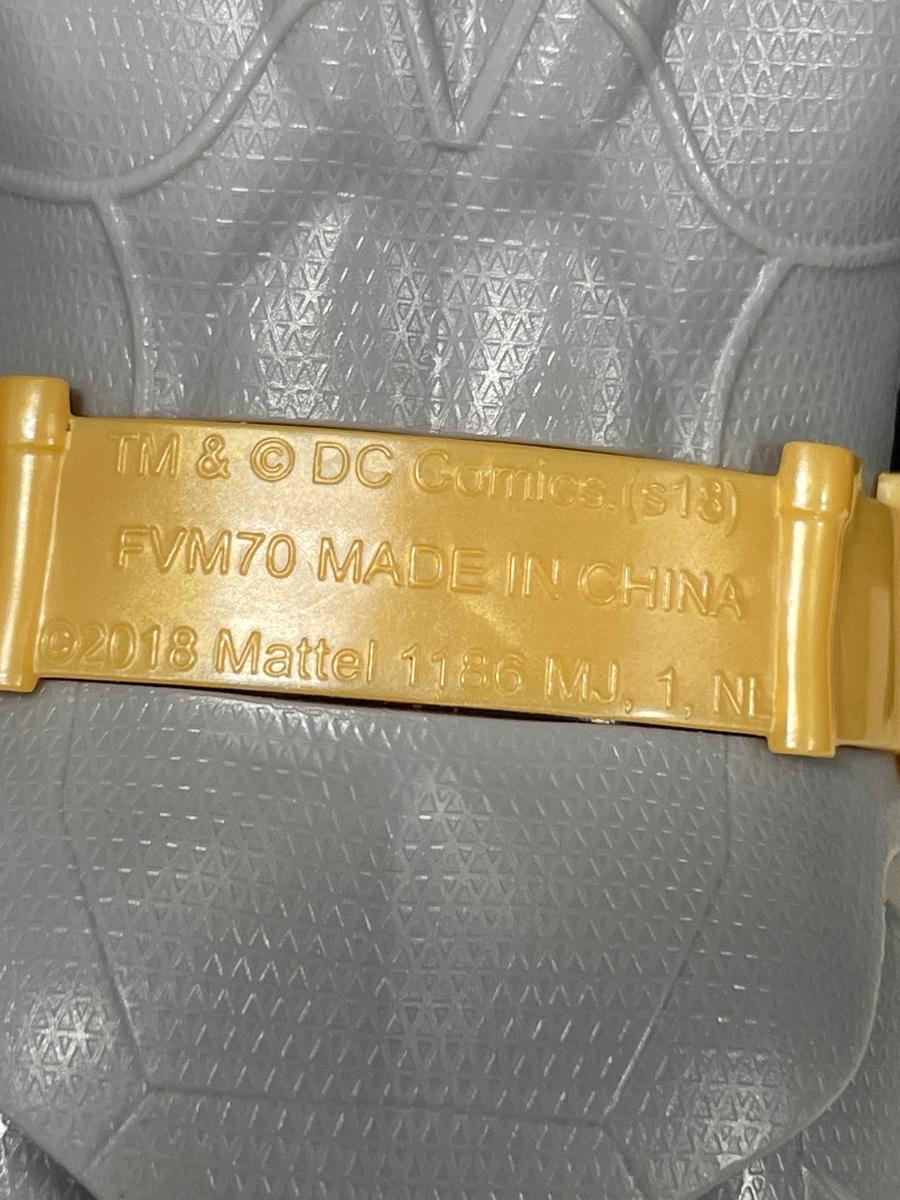 TM & © DC Comics.(s18)
FVM70 MADE IN CHINA
©2018 Mattel 1186 MJ, 1, NL